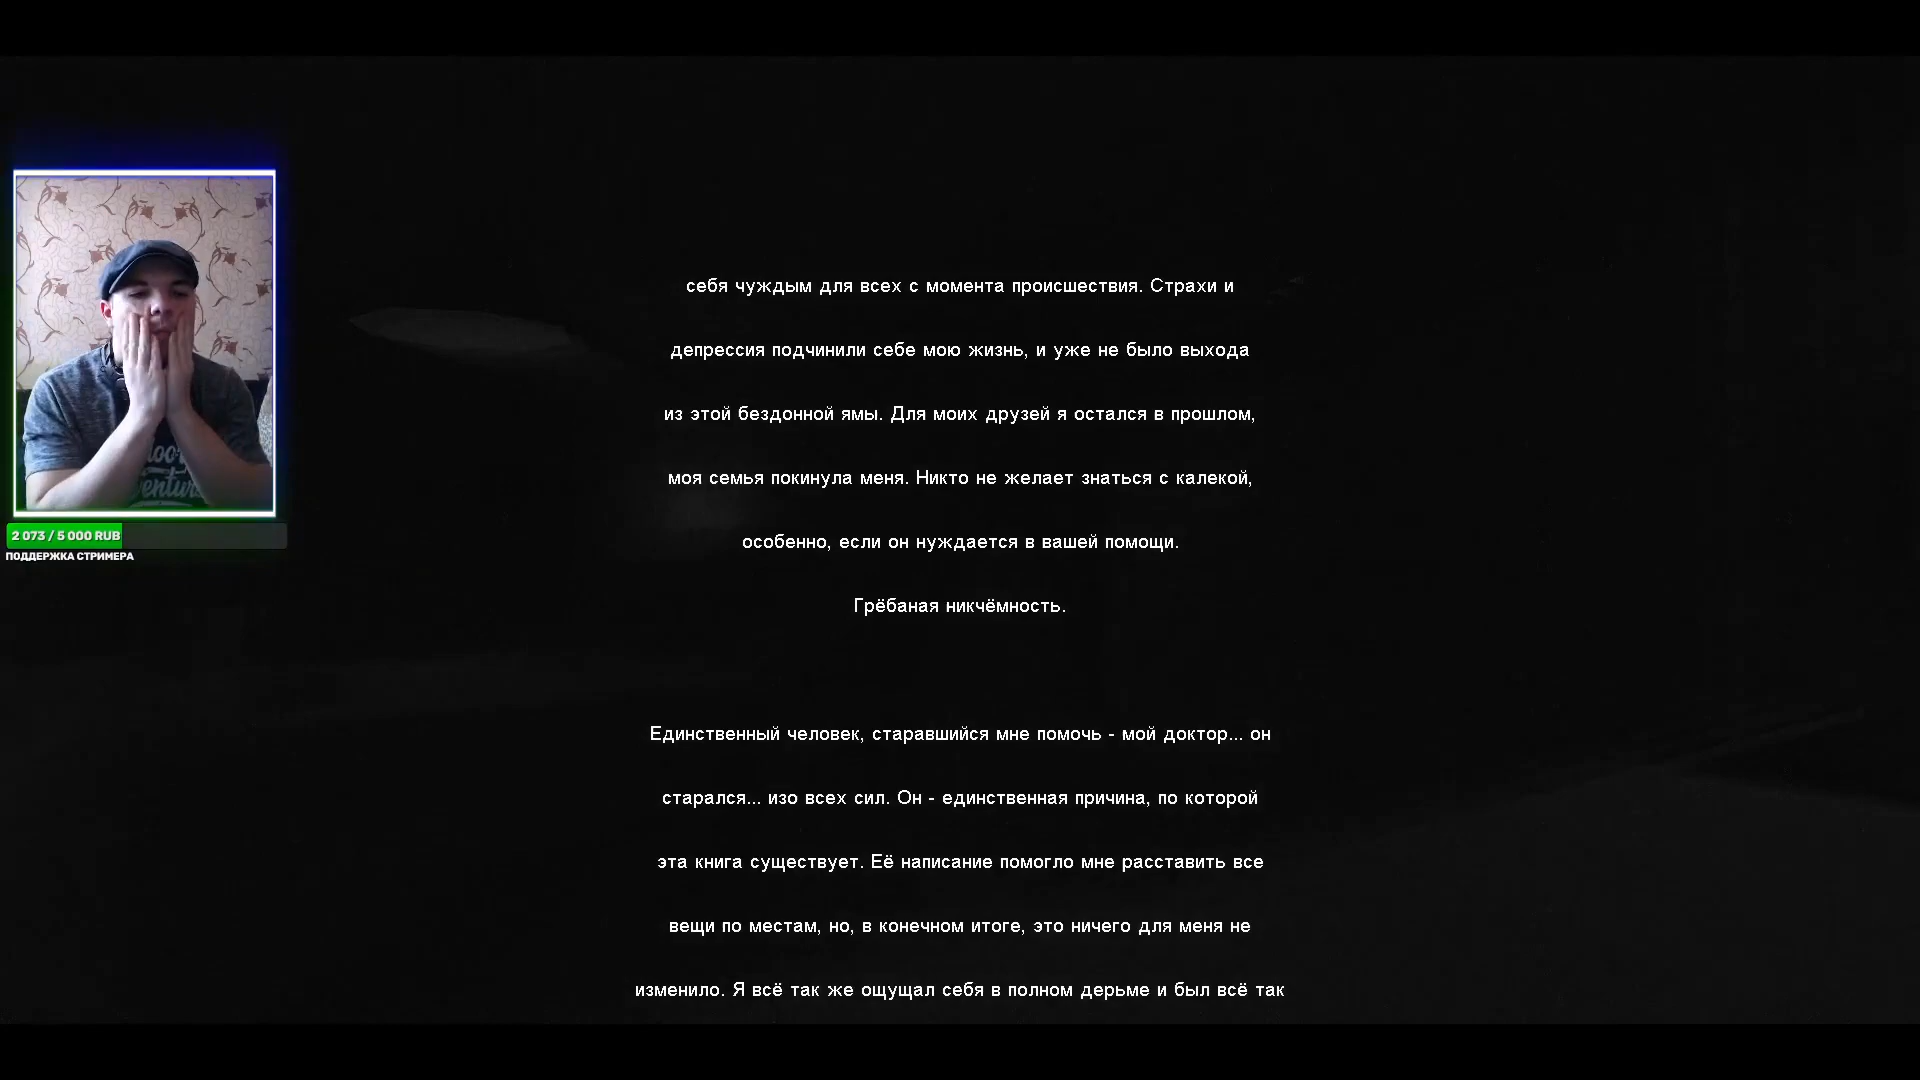 себя чуждым для всех с момента происшествия. Страхи и
депрессия подчинили себе мою жизнь, и уже не было выхода
из этой бездонной ямы. Для моих друзей я остался в прошлом,
моя семья покинула меня. Никто не желает знаться с калекой,
особенно, если он нуждается в вашей помощи.
Грёбаная никчёмность.
Единственный человек, старавшийся мне помочь - мой доктор... он
старался... изо всех сил. Он - единственная причина, по которой
эта книга существует. Её написание помогло мне расставить все
вещи по местам, но, в конечном итоге, это ничего для меня не
изменило. Я всё так же ощущал себя в полном дерьме и был всё так
2 073 / 5 000 RUB
ПОДДЕРЖКА СТРИМЕРА